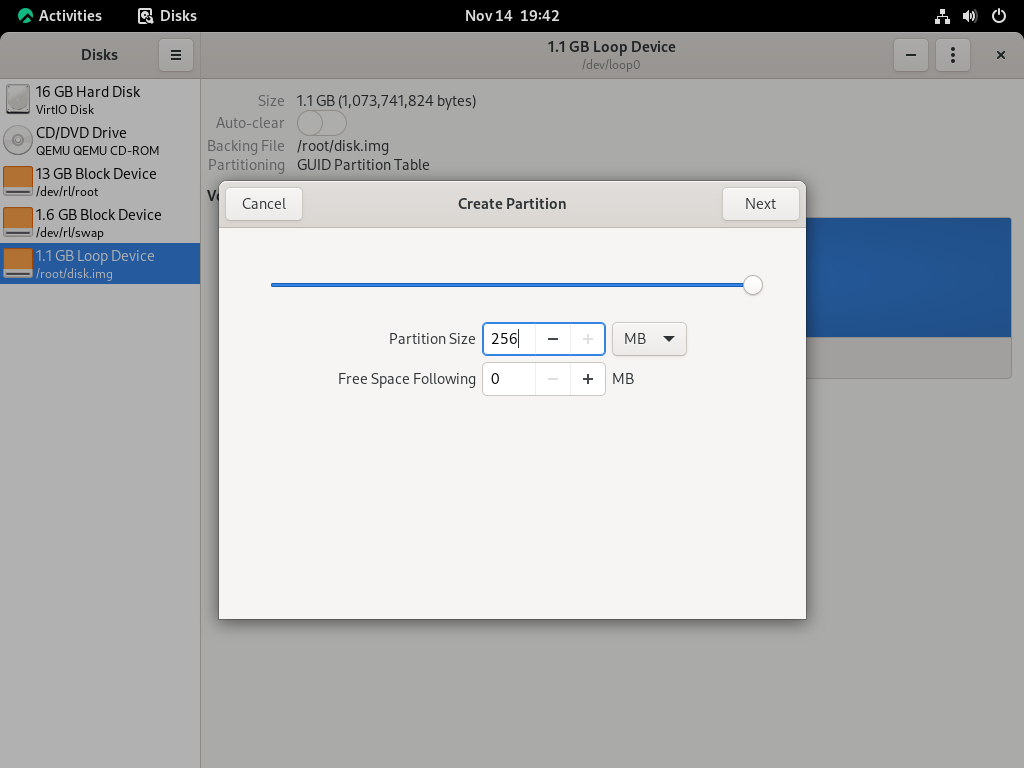 Activities
Disks
Nov 14 19:42
Disks
1.1 GB Loop Device
/dev/loop0
16 GB Hard Disk
VirtIO Disk
CD/DVD Drive
QEMU QEMU CD-ROM
13 GB Block Device
/dev/rl/root
1.6 GB Block Device
/dev/rl/swap
1.1 GB Loop Device
/root/disk.img
Size 1.1 GB (1,073,741,824 bytes)
Auto-clear
Backing File /root/disk.img
Partitioning GUID Partition Table
Cancel
Create Partition
Next
Partition Size 256 MB
Free Space Following 0 MB